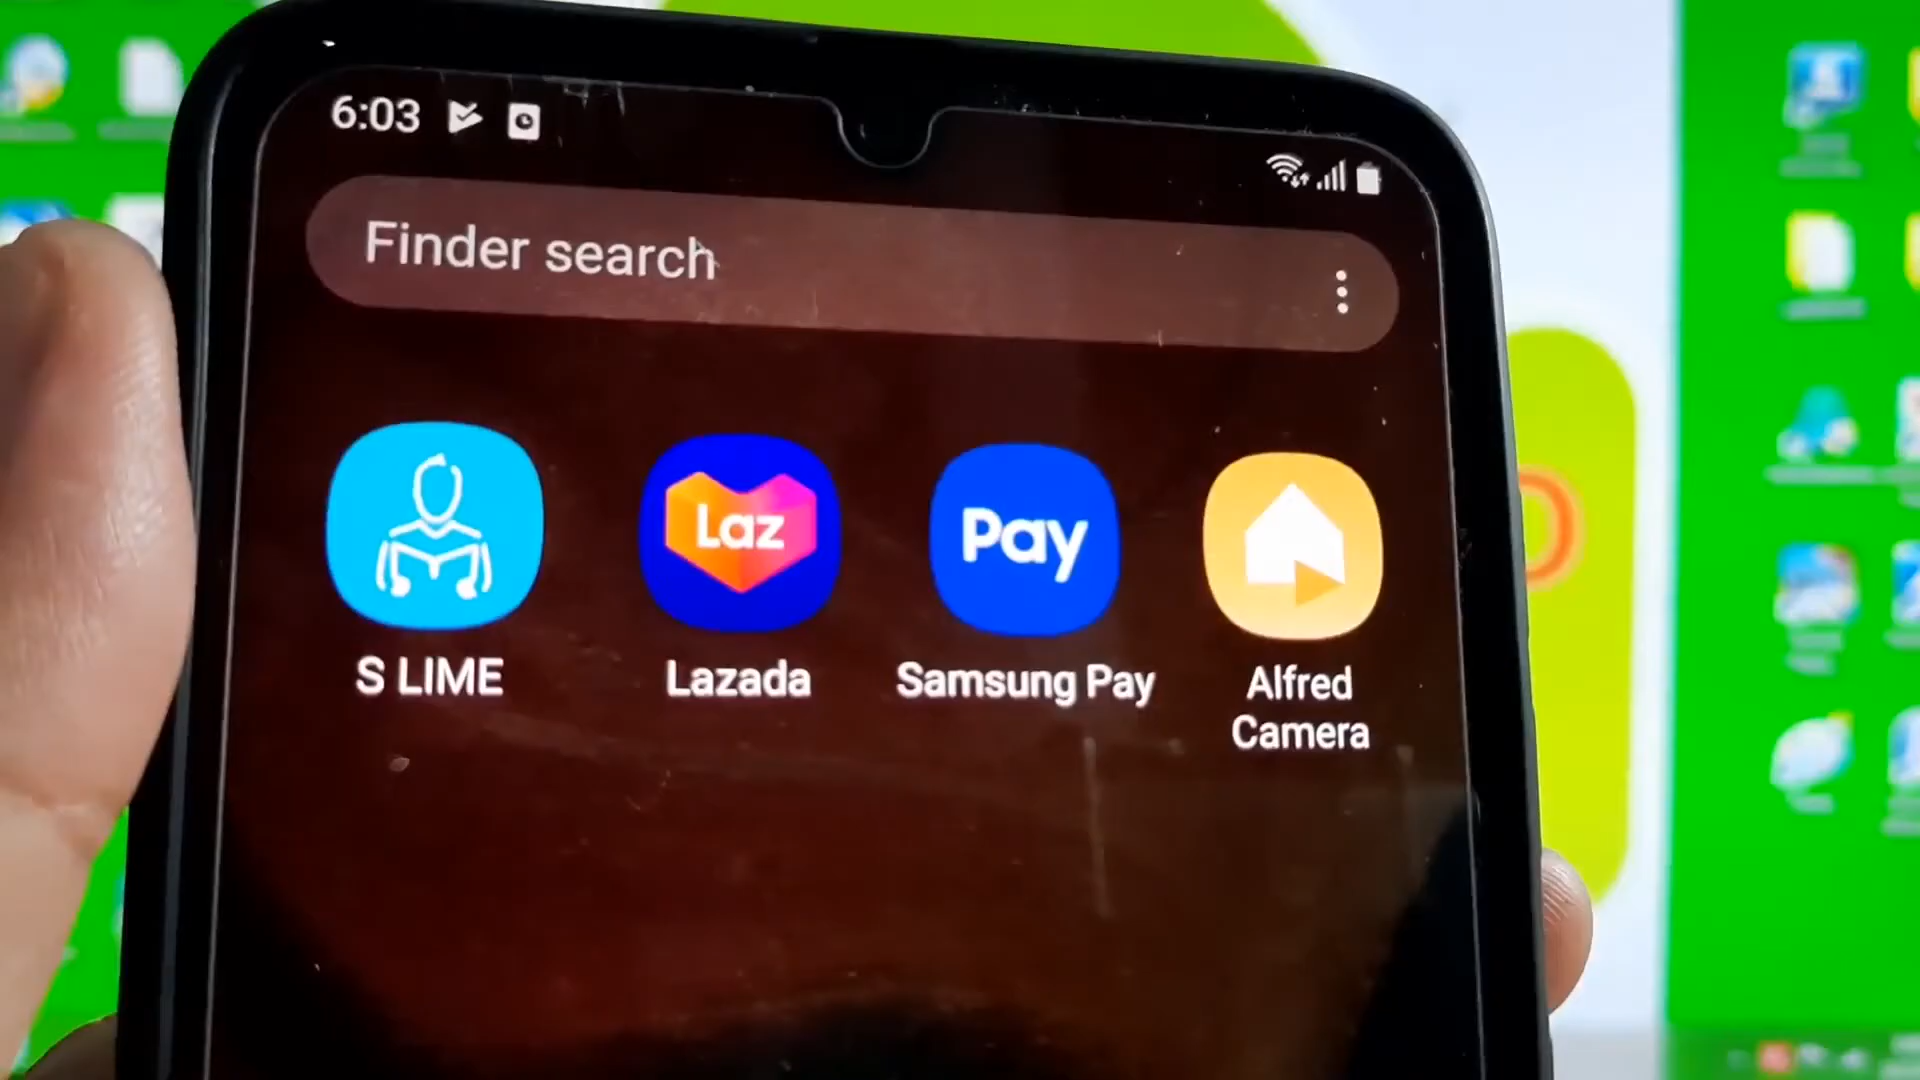 6:03
Finder search
Laz
Pay
S LIME
Lazada
Samsung Pay
Alfred
Camera